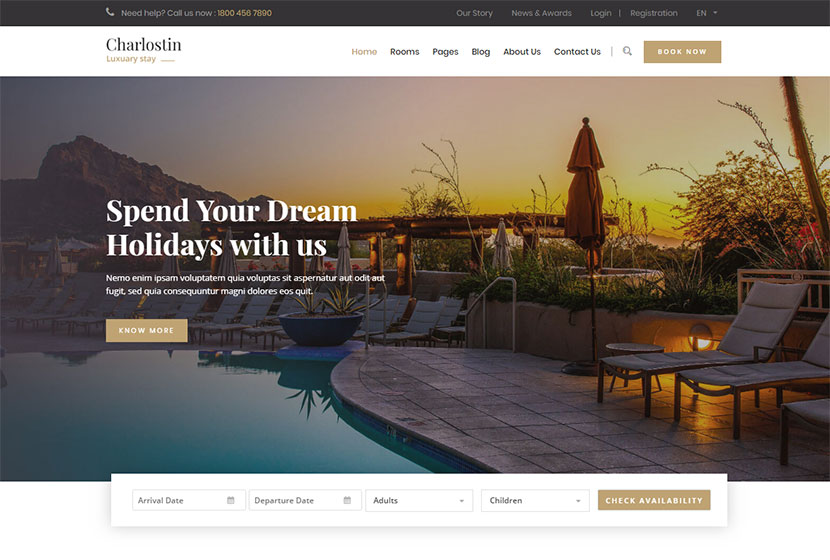 Need help? Call us now : 1800 456 7890
Our Story
News & Awards
Login
Registration
EN
Charlostin
Luxuary stay
Home
Rooms
Pages
Blog
About Us
Contact Us
BOOK NOW
Spend Your Dream
Holidays with us
Nemo enim ipsam voluptatem quia voluptas sit aspernatur aut odit aut
fugit, sed quia consequuntur magni dolores eos quit.
KNOW MORE
Arrival Date
Departure Date
Adults
Children
CHECK AVAILABILITY